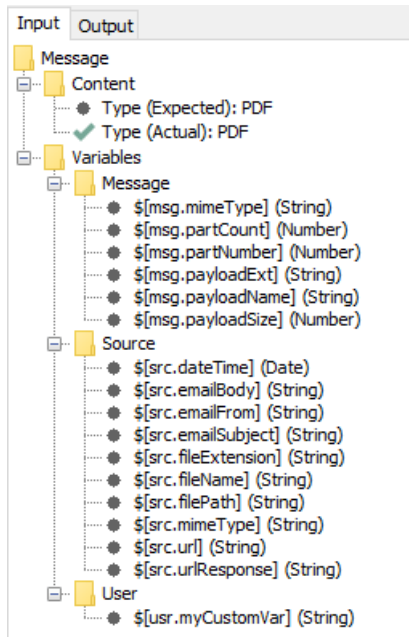 Input Output
Message
Content
Type (Expected): PDF
Type (Actual): PDF
Variables
Message
$[msg.mimeType] (String)
$[msg.partCount] (Number)
$[msg.partNumber] (Number)
$[msg.payloadExt] (String)
$[msg.payloadName] (String)
$[msg.payloadSize] (Number)
Source
$[src.dateTime] (Date)
$[src.emailBody] (String)
$[src.emailFrom] (String)
$[src.emailSubject] (String)
$[src.fileExtension] (String)
$[src.fileName] (String)
$[src.filePath] (String)
$[src.mimeType] (String)
$[src.url] (String)
$[src.urlResponse] (String)
User
$[usr.myCustomVar] (String)